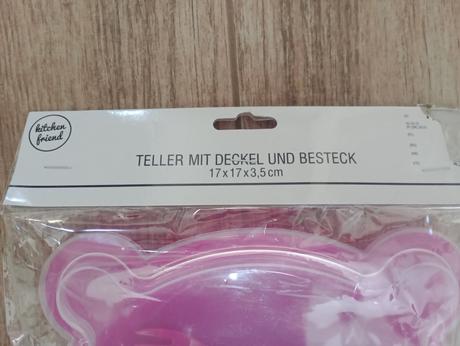 kitchen
friend
TELLER MIT DECKEL UND BESTECK
17x17x3,5cm